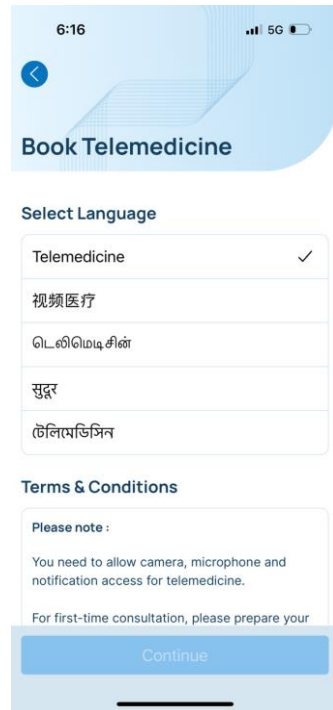 6:16 5G
Book Telemedicine
Select Language
Telemedicine
视频医疗
டெலிமெடிசின்
सुदूर
টেলিমেডিসিন
Terms & Conditions
Please note :
You need to allow camera, microphone and
notification access for telemedicine.
For first-time consultation, please prepare your
Continue